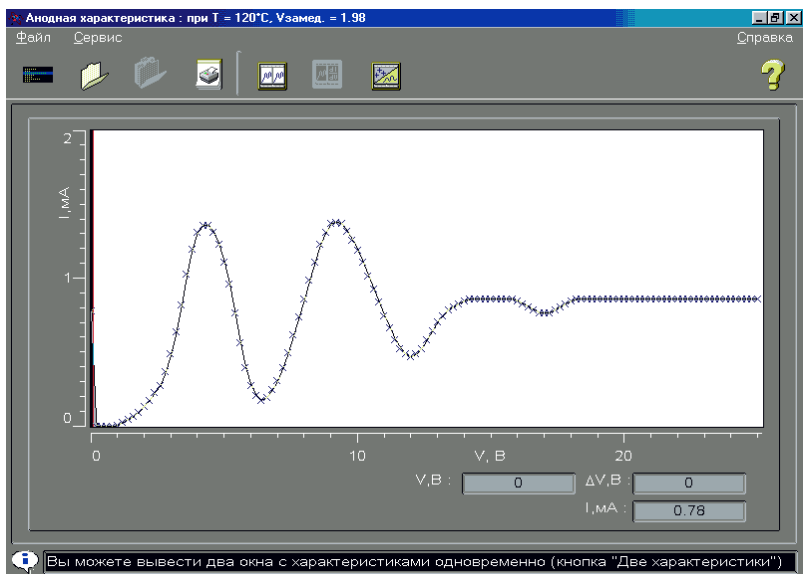 Анодная характеристика : при T = 120°C, Vзамед. = 1.98
Файл Сервис Справка
2
I,мА
1
0
0 10 V, В 20
V,В : 0 ΔV,В : 0
I,мА : 0.78
Вы можете вывести два окна с характеристиками одновременно (кнопка "Две характеристики")